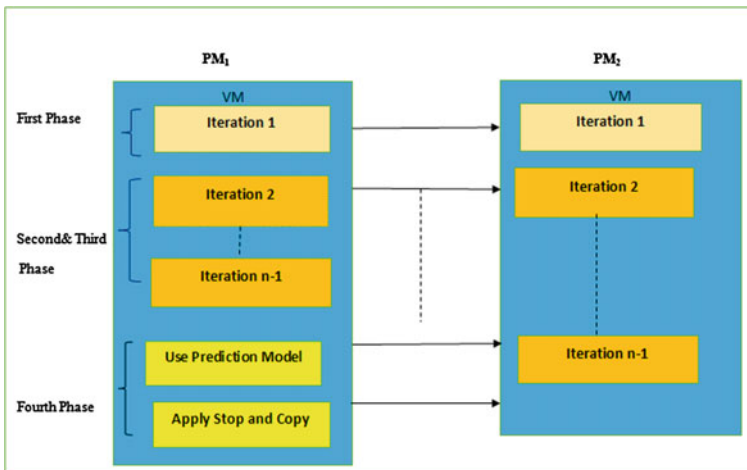 PM1
PM2
VM
VM
First Phase
Iteration 1
Iteration 1
Iteration 2
Iteration 2
Second& Third
Phase
Iteration n-1
Iteration n-1
Use Prediction Model
Fourth Phase
Apply Stop and Copy